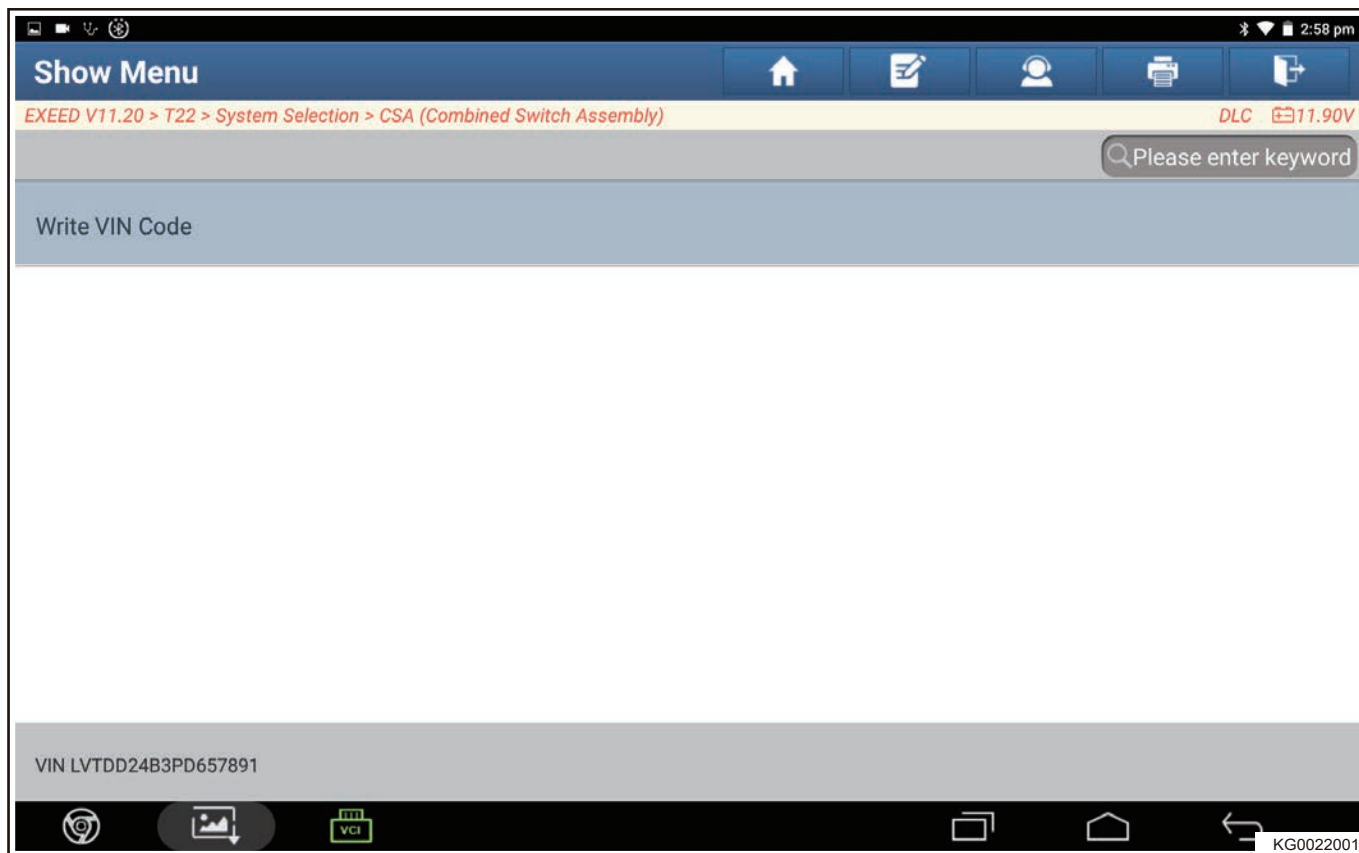 2:58 pm
Show Menu
EXEED V11.20 > T22 > System Selection > CSA (Combined Switch Assembly)
DLC 11.90V
Please enter keyword
Write VIN Code
VIN LVTDD24B3PD657891
VCI
KG0022001